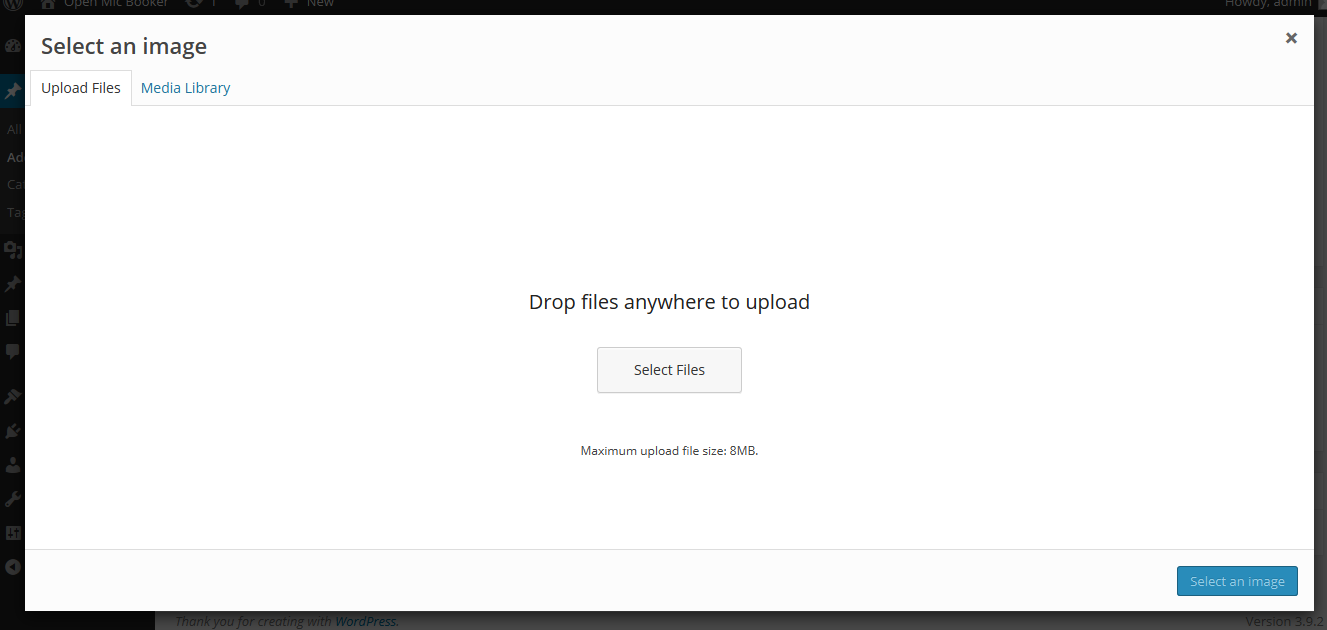 Open Mic Booker 1 0 New Howdy, admin
Select an image
Upload Files Media Library
All
Ad
Cat
Tag
Drop files anywhere to upload
Select Files
Maximum upload file size: 8MB.
Select an image
Thank you for creating with WordPress. Version 3.9.2